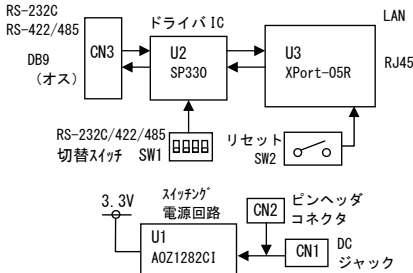 RS-232C
RS-422/485
DB9
(オス)
CN3
ドライバIC
U2
SP330
U3
XPort-05R
LAN
RJ45
RS-232C/422/485
切替スイッチ SW1
リセット
SW2
3.3V
スイッチング
電源回路
U1
AOZ1282CI
CN2
ピンヘッダ
コネクタ
CN1
DC
ジャック